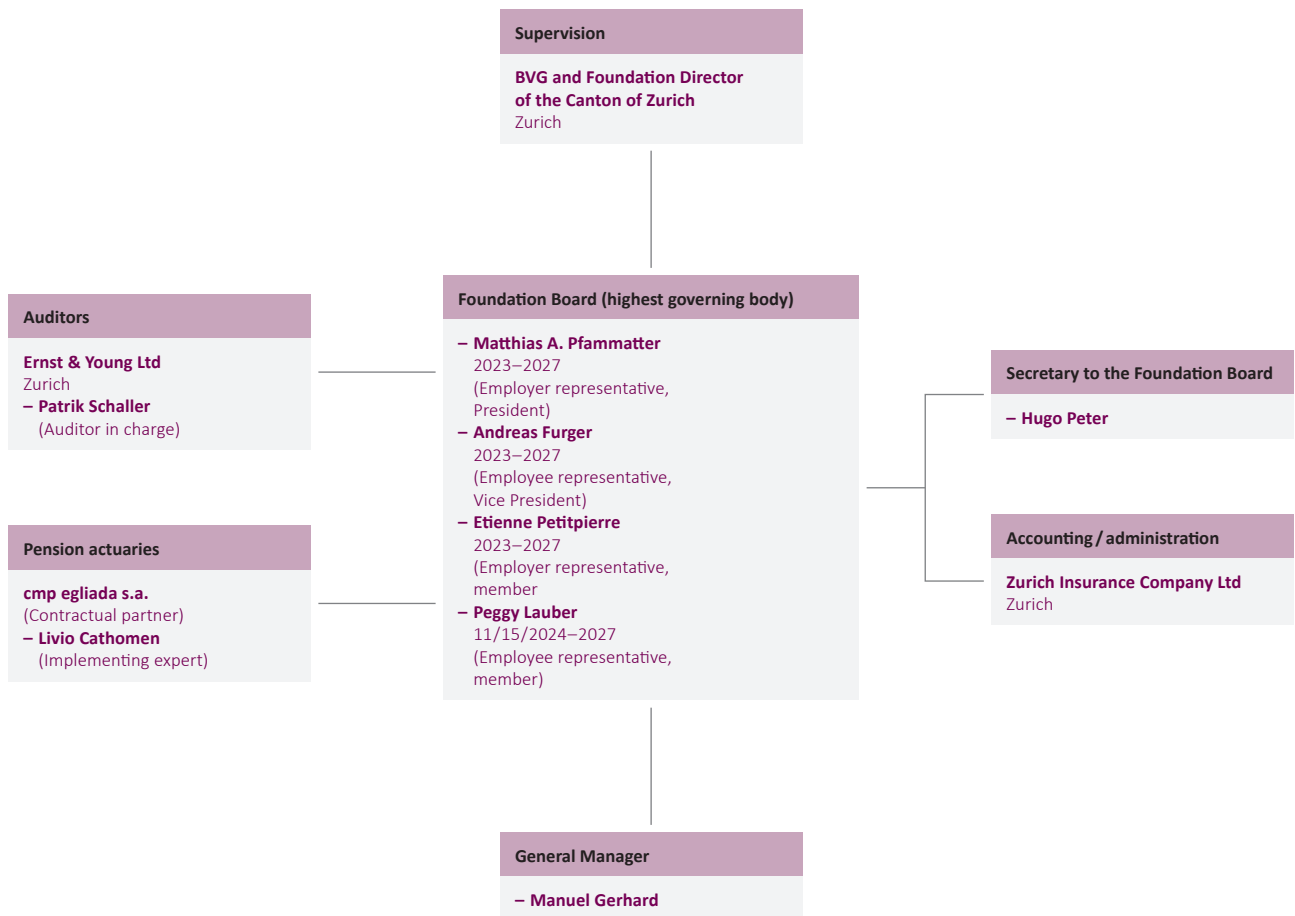 Supervision
BVG and Foundation Director
of the Canton of Zurich
Zurich
Auditors
Ernst & Young Ltd
Zurich
– Patrik Schaller
(Auditor in charge)
Pension actuaries
cmp egliada s.a.
(Contractual partner)
– Livio Cathomen
(Implementing expert)
Foundation Board (highest governing body)
– Matthias A. Pfammatter
2023–2027
(Employer representative,
President)
– Andreas Furger
2023–2027
(Employee representative,
Vice President)
– Etienne Petitpierre
2023–2027
(Employer representative,
member
– Peggy Lauber
11/15/2024–2027
(Employee representative,
member)
Secretary to the Foundation Board
– Hugo Peter
Accounting / administration
Zurich Insurance Company Ltd
Zurich
General Manager
– Manuel Gerhard